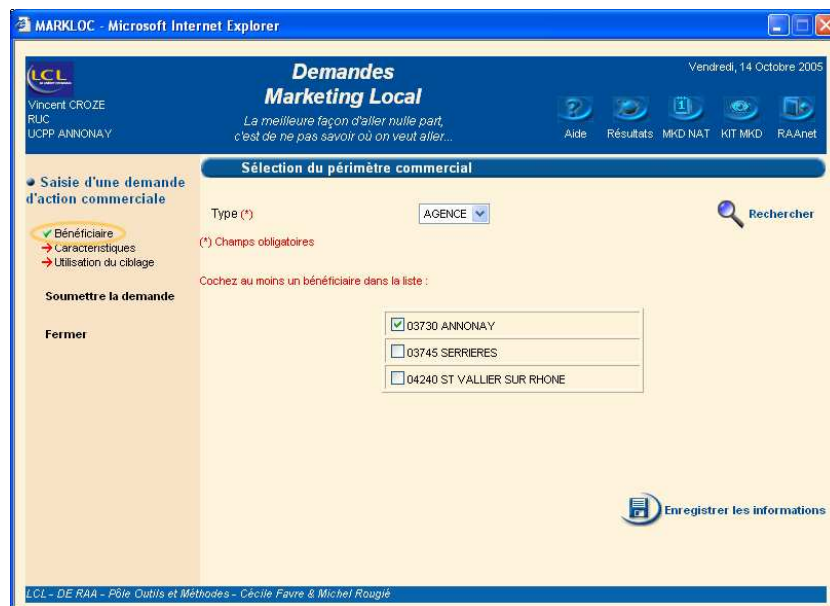 MARKLOC - Microsoft Internet Explorer
LCL
Vincent CROZE
RUC
UCPP ANNONAY
Demandes
Marketing Local
La meilleure façon d'aller nulle part,
c'est de ne pas savoir où on veut aller...
Vendredi, 14 Octobre 2005
Aide Résultats MKD NAT KIT MKD RAAnet
Saisie d'une demande
d'action commerciale
Bénéficiaire
Caractéristiques
Utilisation du ciblage
Soumettre la demande
Fermer
Sélection du périmètre commercial
Type (*) AGENCE Rechercher
(*) Champs obligatoires
Cochez au moins un bénéficiaire dans la liste :
03730 ANNONAY
03745 SERRIERES
04240 ST VALLIER SUR RHONE
Enregistrer les informations
LCL - DE RAA - Pôle Outils et Méthodes - Cécile Favre & Michel Rougié